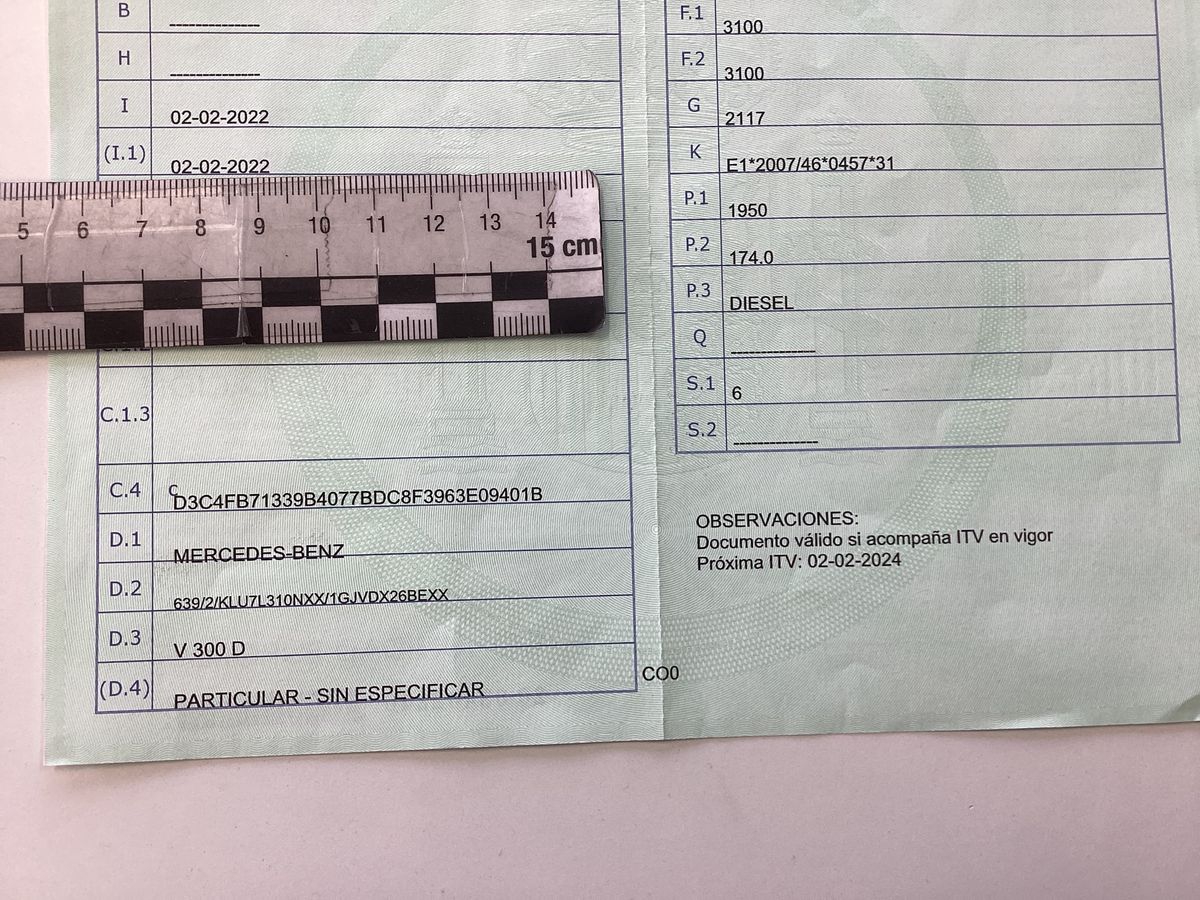 B --------------
H --------------
I 02-02-2022
(I.1) 02-02-2022
5 6 7 8 9 10 11 12 13 14
15 cm
C.1.3
C.4 C
D3C4FB71339B4077BDC8F3963E09401B
D.1 MERCEDES-BENZ
D.2 639/2/KLU7L310NXX/1GJVDX26BEXX
D.3 V 300 D
(D.4) PARTICULAR - SIN ESPECIFICAR
CO0
F.1 3100
F.2 3100
G 2117
K E1*2007/46*0457*31
P.1 1950
P.2 174.0
P.3 DIESEL
Q --------------
S.1 6
S.2 --------------
OBSERVACIONES:
Documento válido si acompaña ITV en vigor
Próxima ITV: 02-02-2024